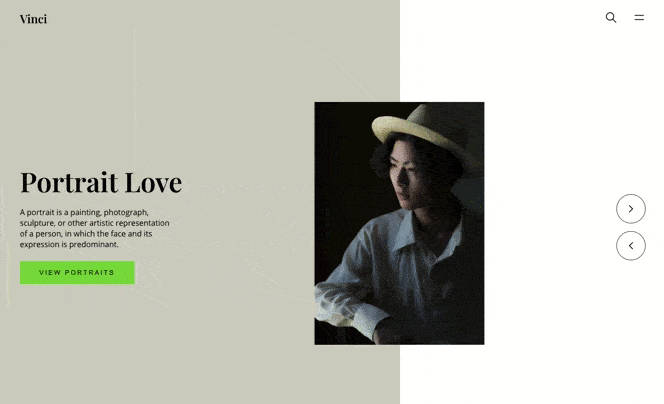 Vinci
Portrait Love
A portrait is a painting, photograph,
sculpture, or other artistic representation
of a person, in which the face and its
expression is predominant.
VIEW PORTRAITS